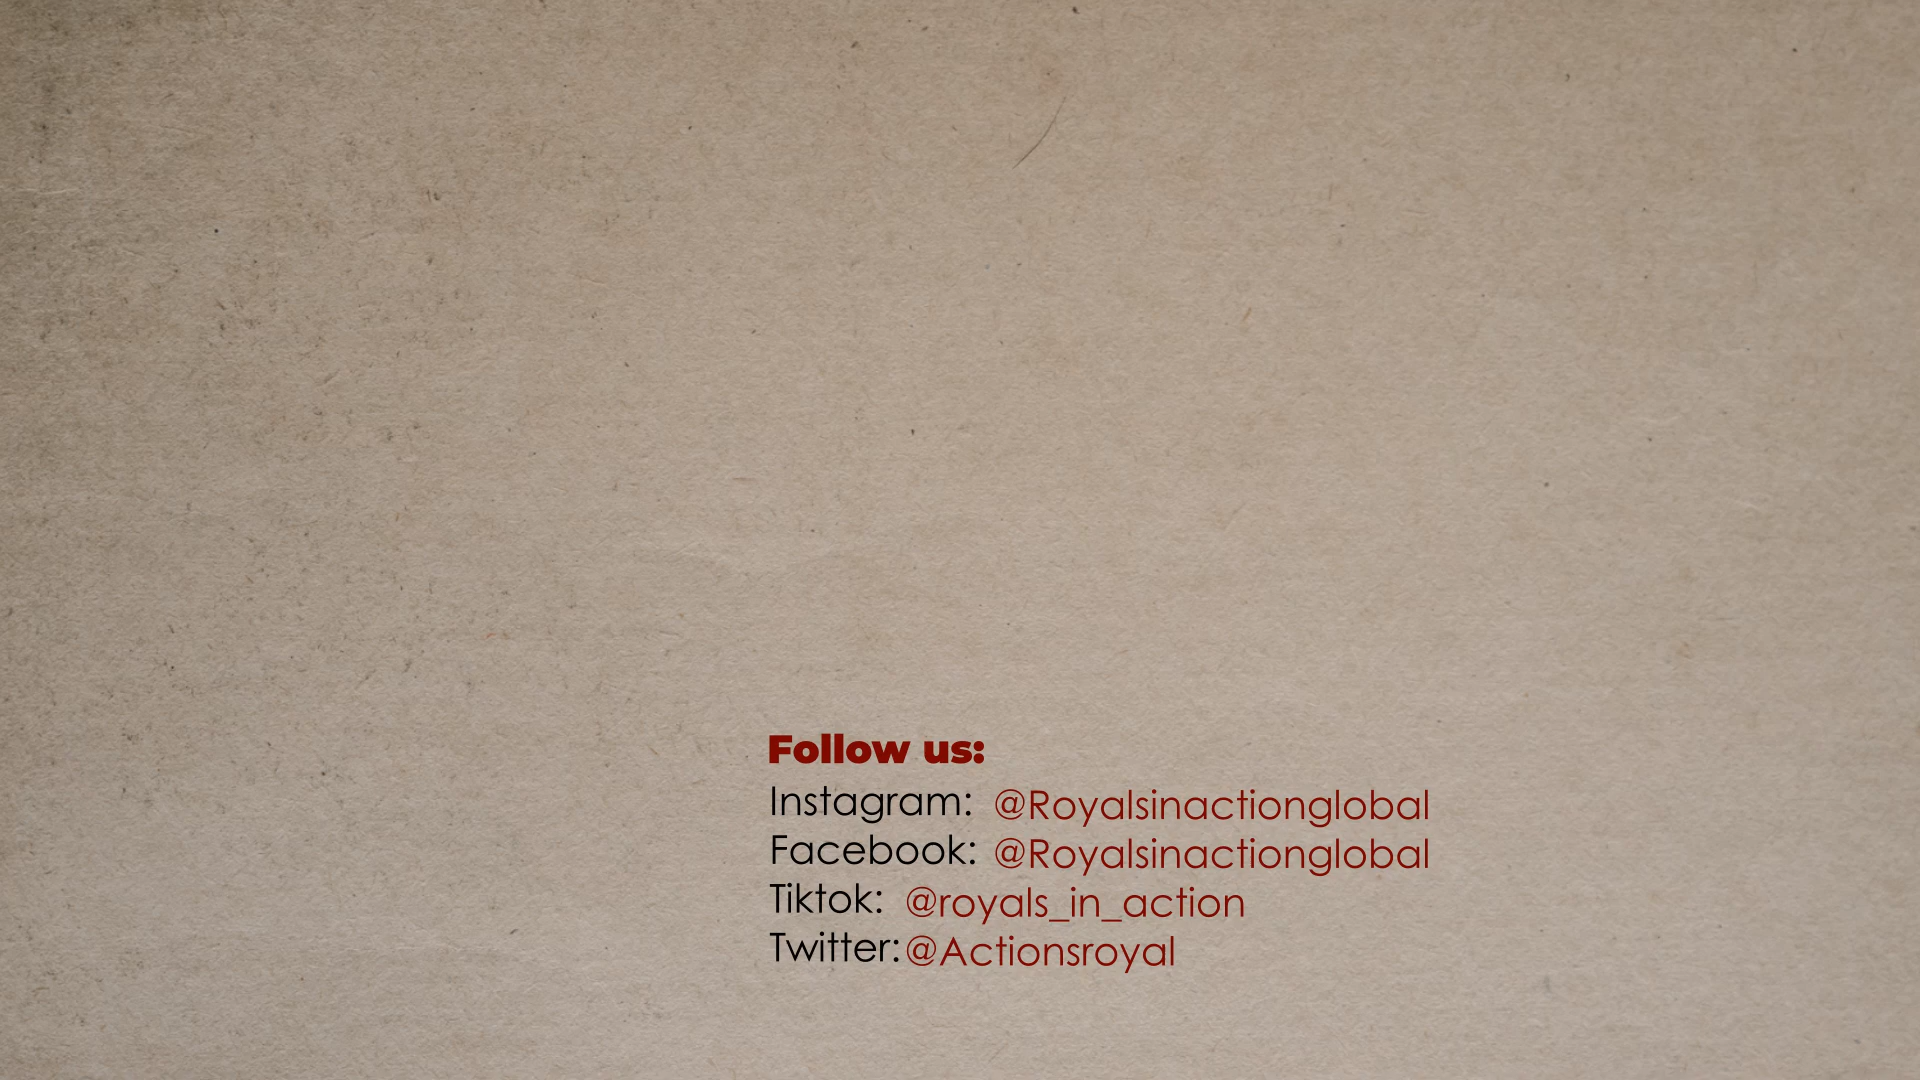 Follow us:
Instagram: @Royalsinactionglobal
Facebook: @Royalsinactionglobal
Tiktok: @royals_in_action
Twitter: @Actionsroyal